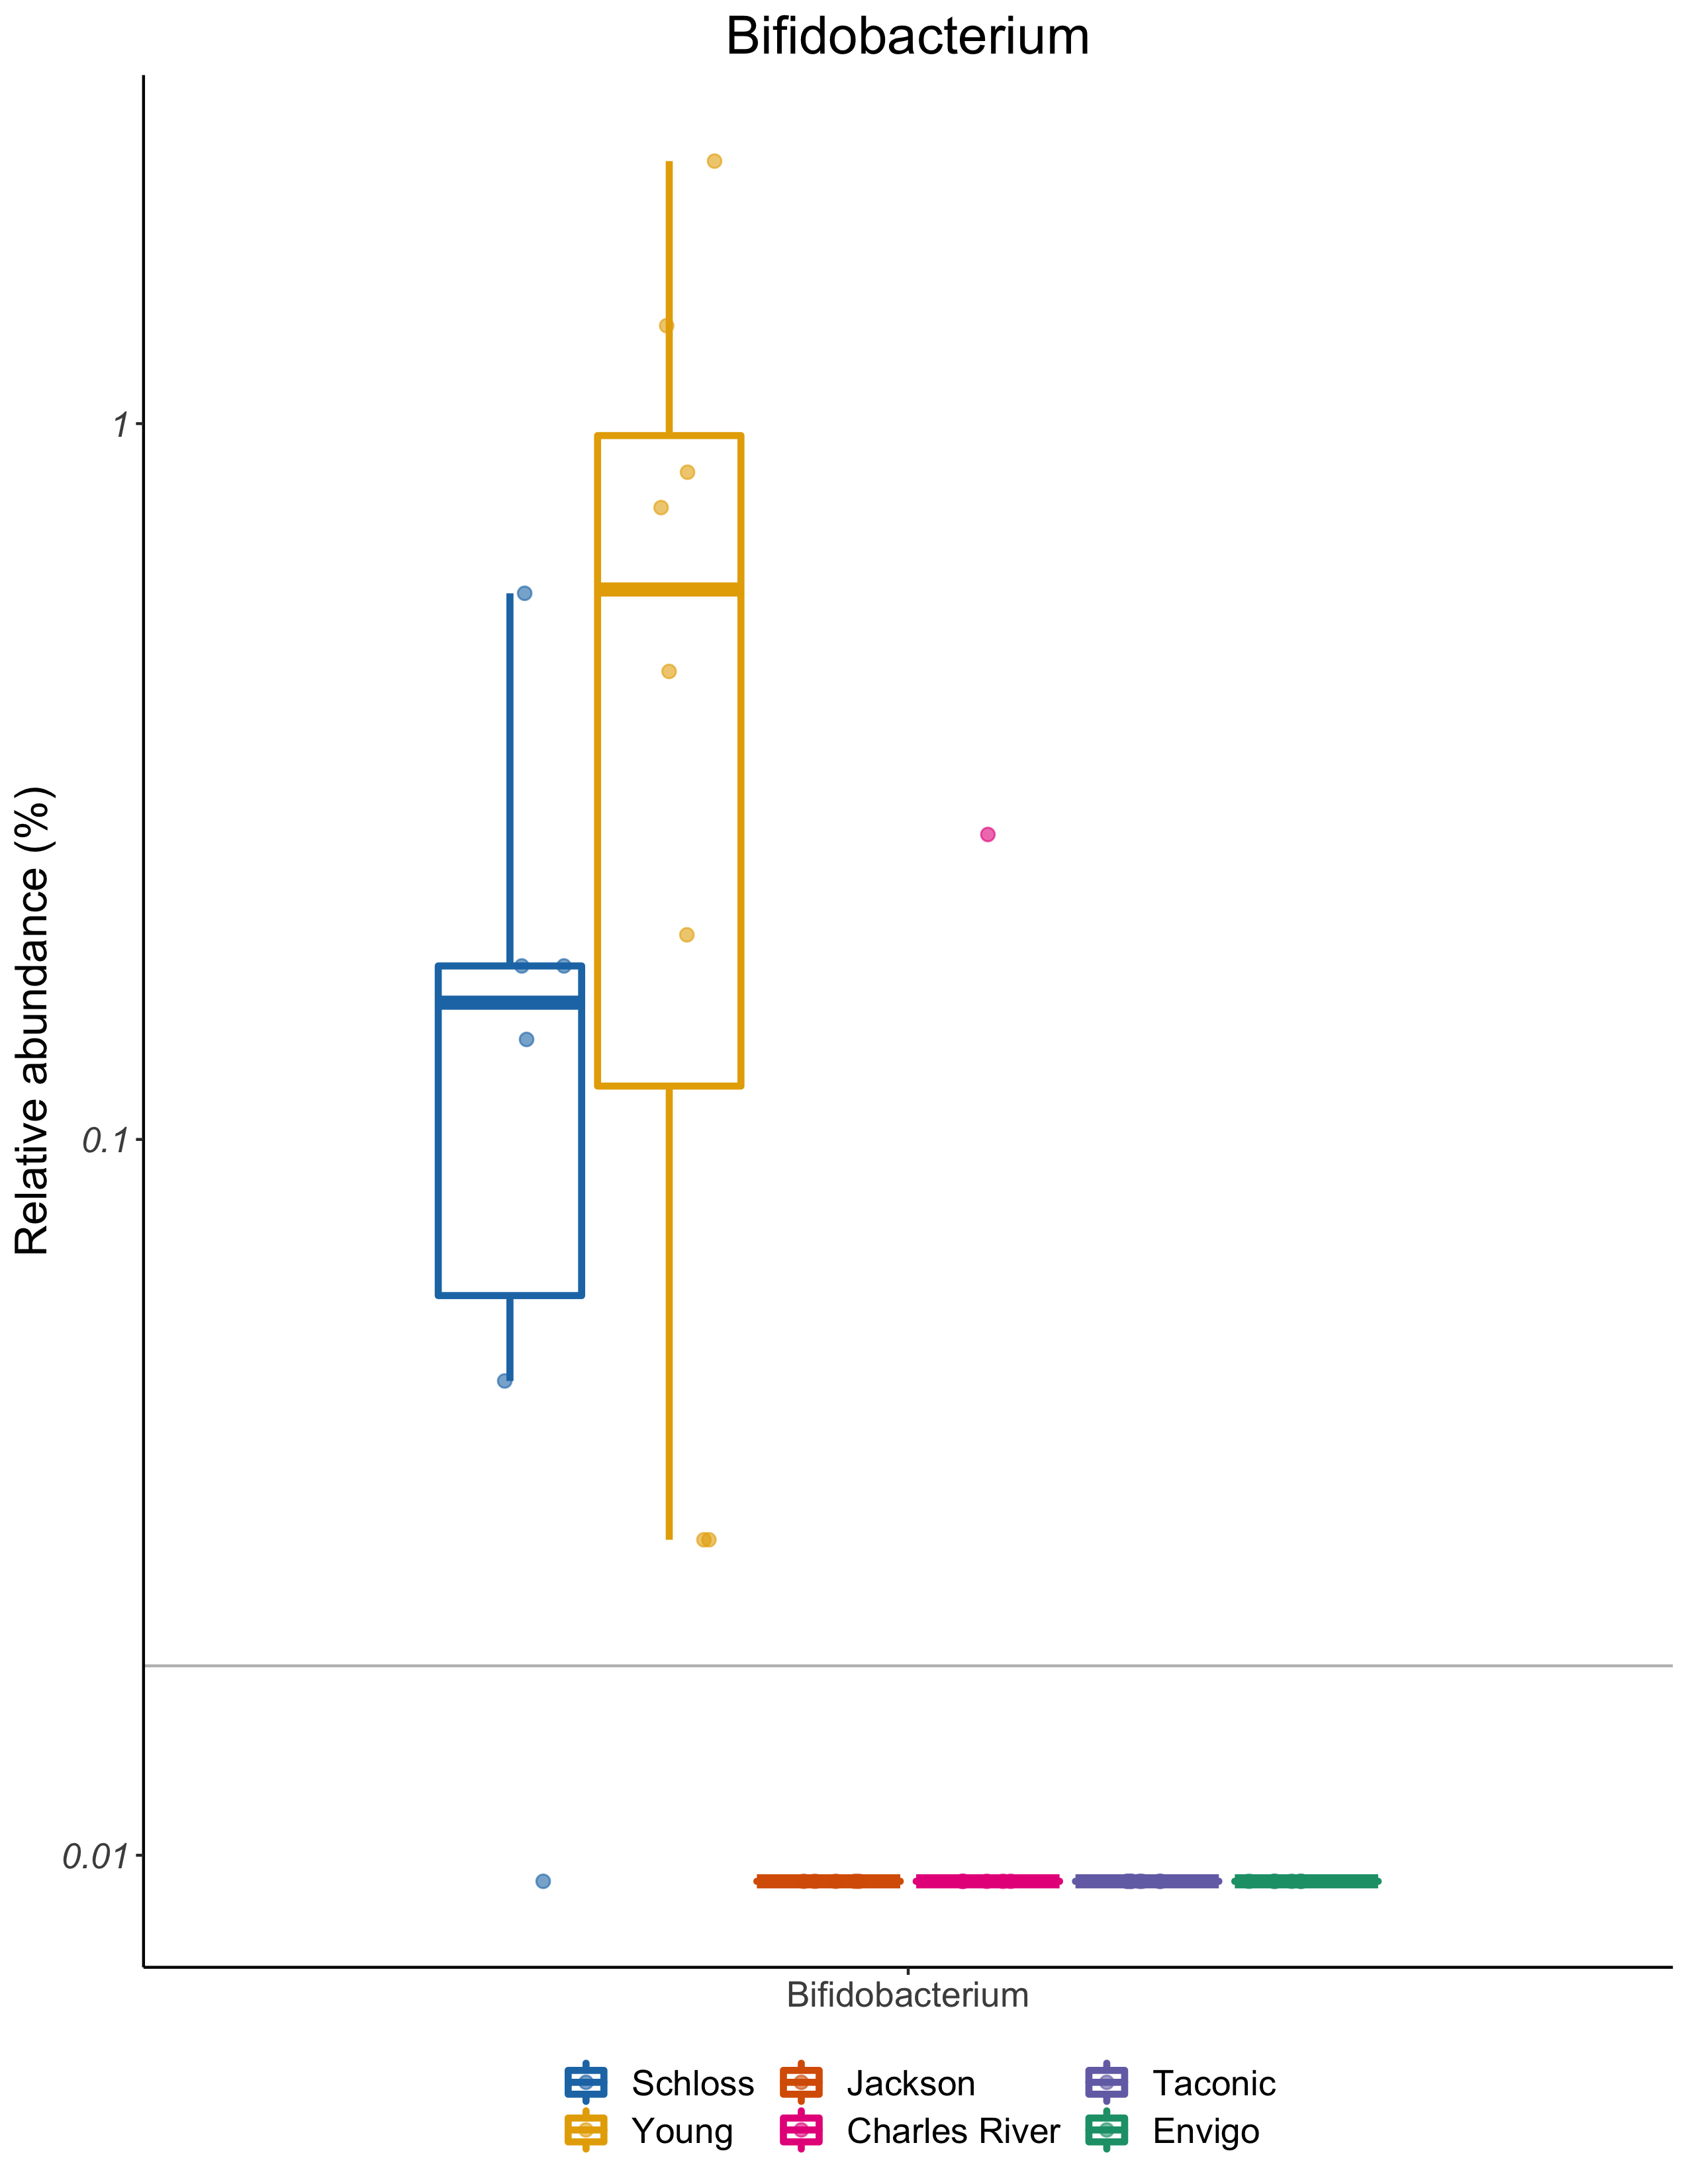 Bifidobacterium
Relative abundance (%)
1
0.1
0.01
Bifidobacterium
Schloss
Jackson
Taconic
Young
Charles River
Envigo